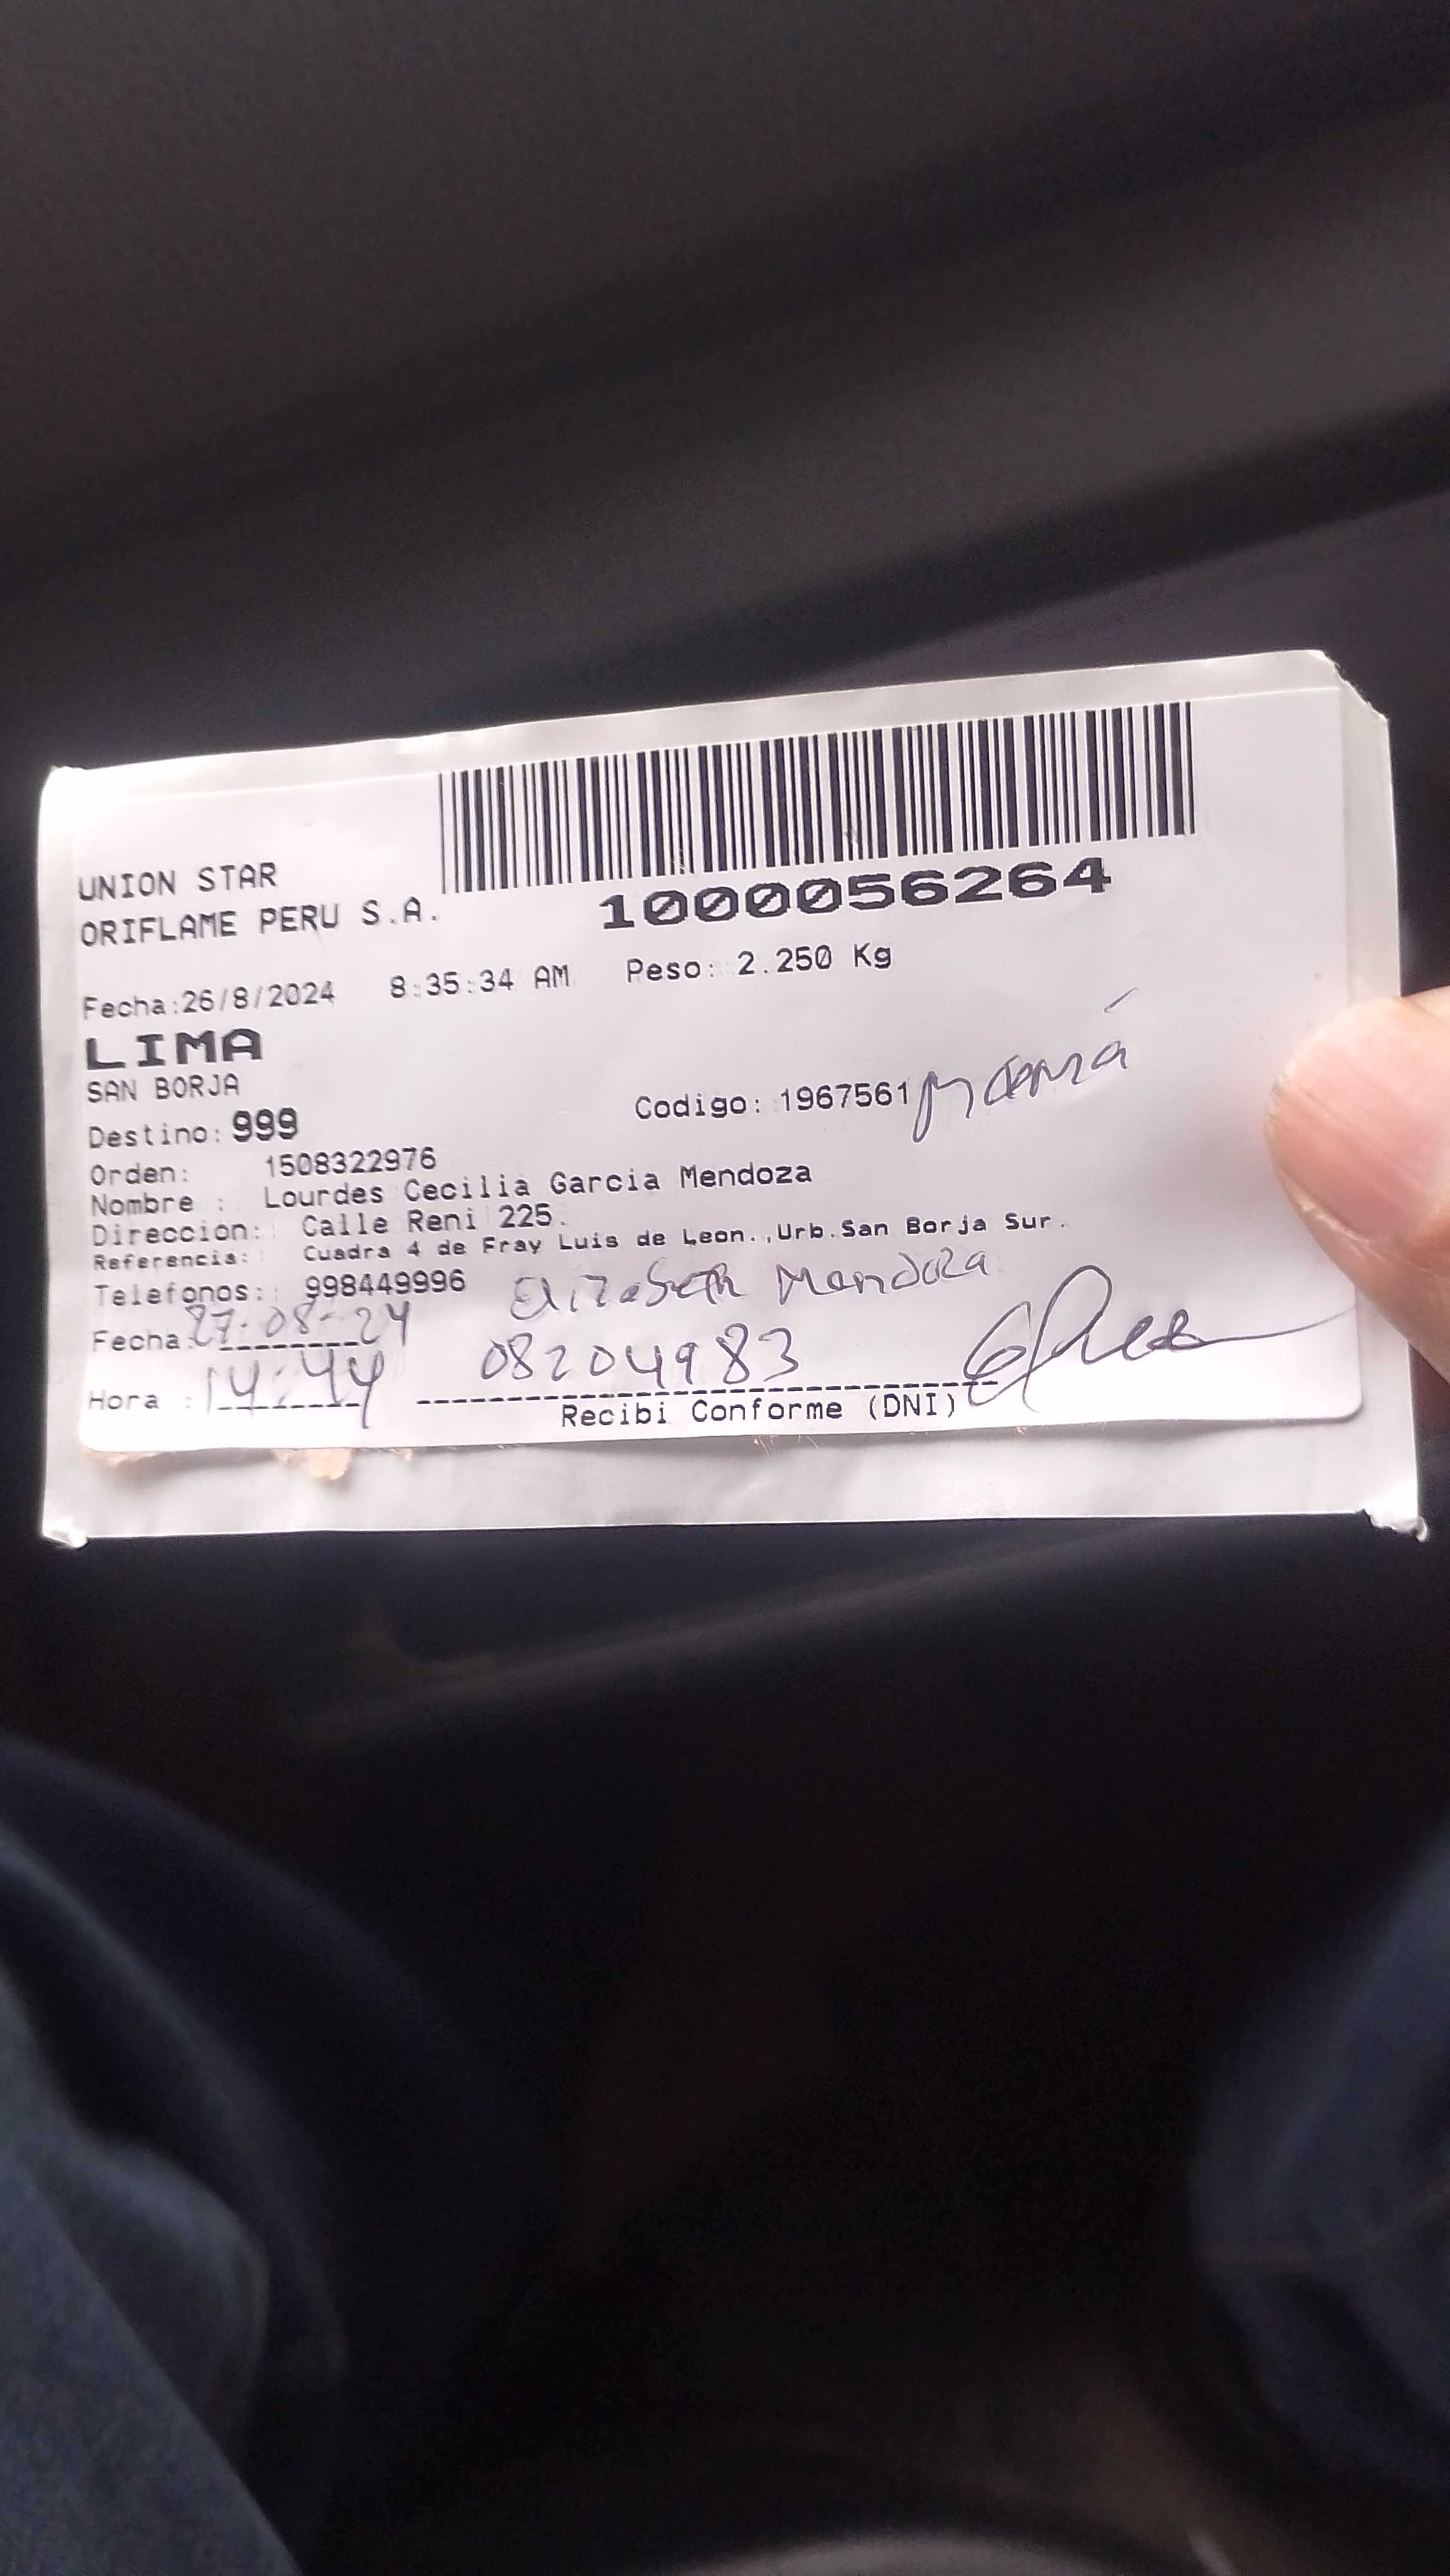 UNION STAR
ORIFLAME PERU S.A.
1000056264
Fecha:26/8/2024 8:35:34 AM Peso: 2.250 Kg
LIMA
SAN BORJA
Codigo: 1967561 Mamá
Destino: 999
Orden: 1508322976
Nombre : Lourdes Cecilia Garcia Mendoza
Direccion: Calle Reni 225.
Referencia: Cuadra 4 de Fray Luis de Leon.,Urb.San Borja Sur.
Telefonos: 998449996 Elizabeth Mendoza
Fecha: 27-08-24
08204983
Hora : 14:44
Recibi Conforme (DNI)